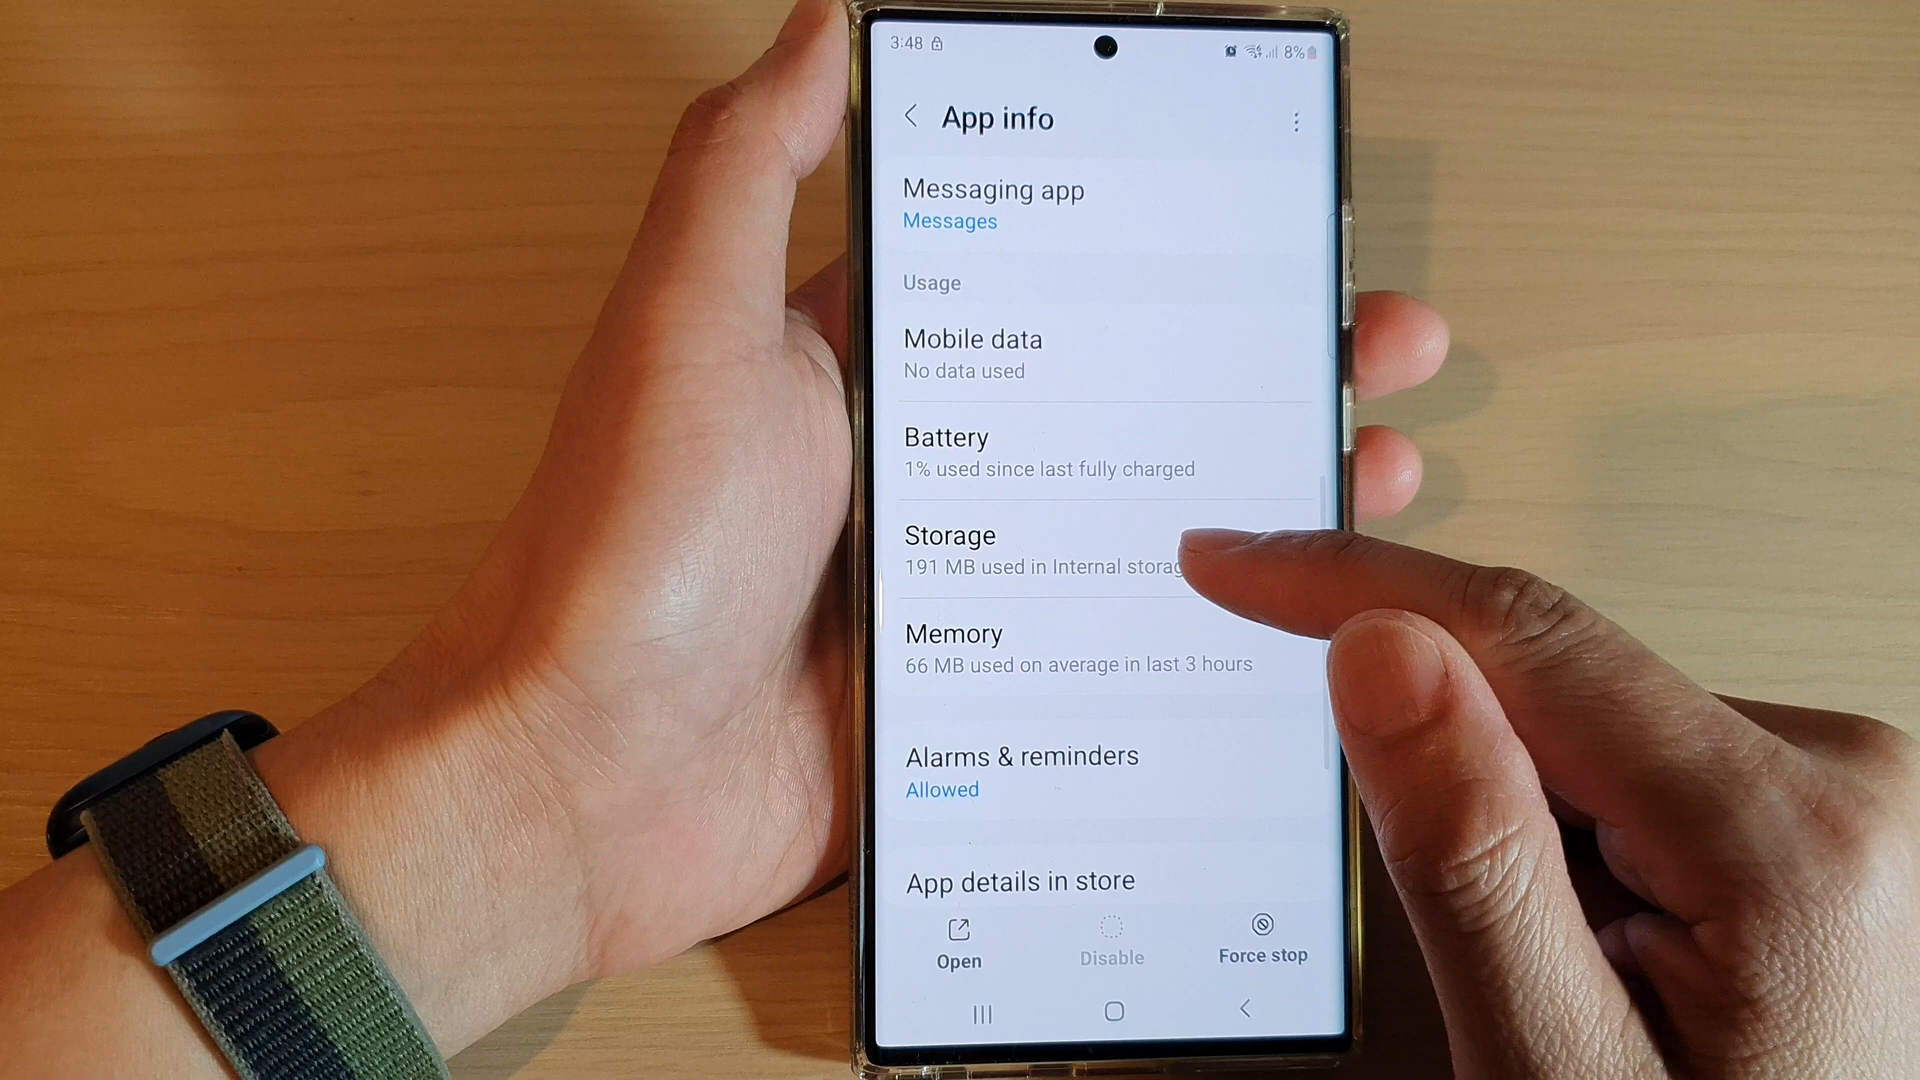 3:48
8%
App info
Messaging app
Messages
Usage
Mobile data
No data used
Battery
1% used since last fully charged
Storage
191 MB used in Internal storag
Memory
66 MB used on average in last 3 hours
Alarms & reminders
Allowed
App details in store
Open Disable Force stop